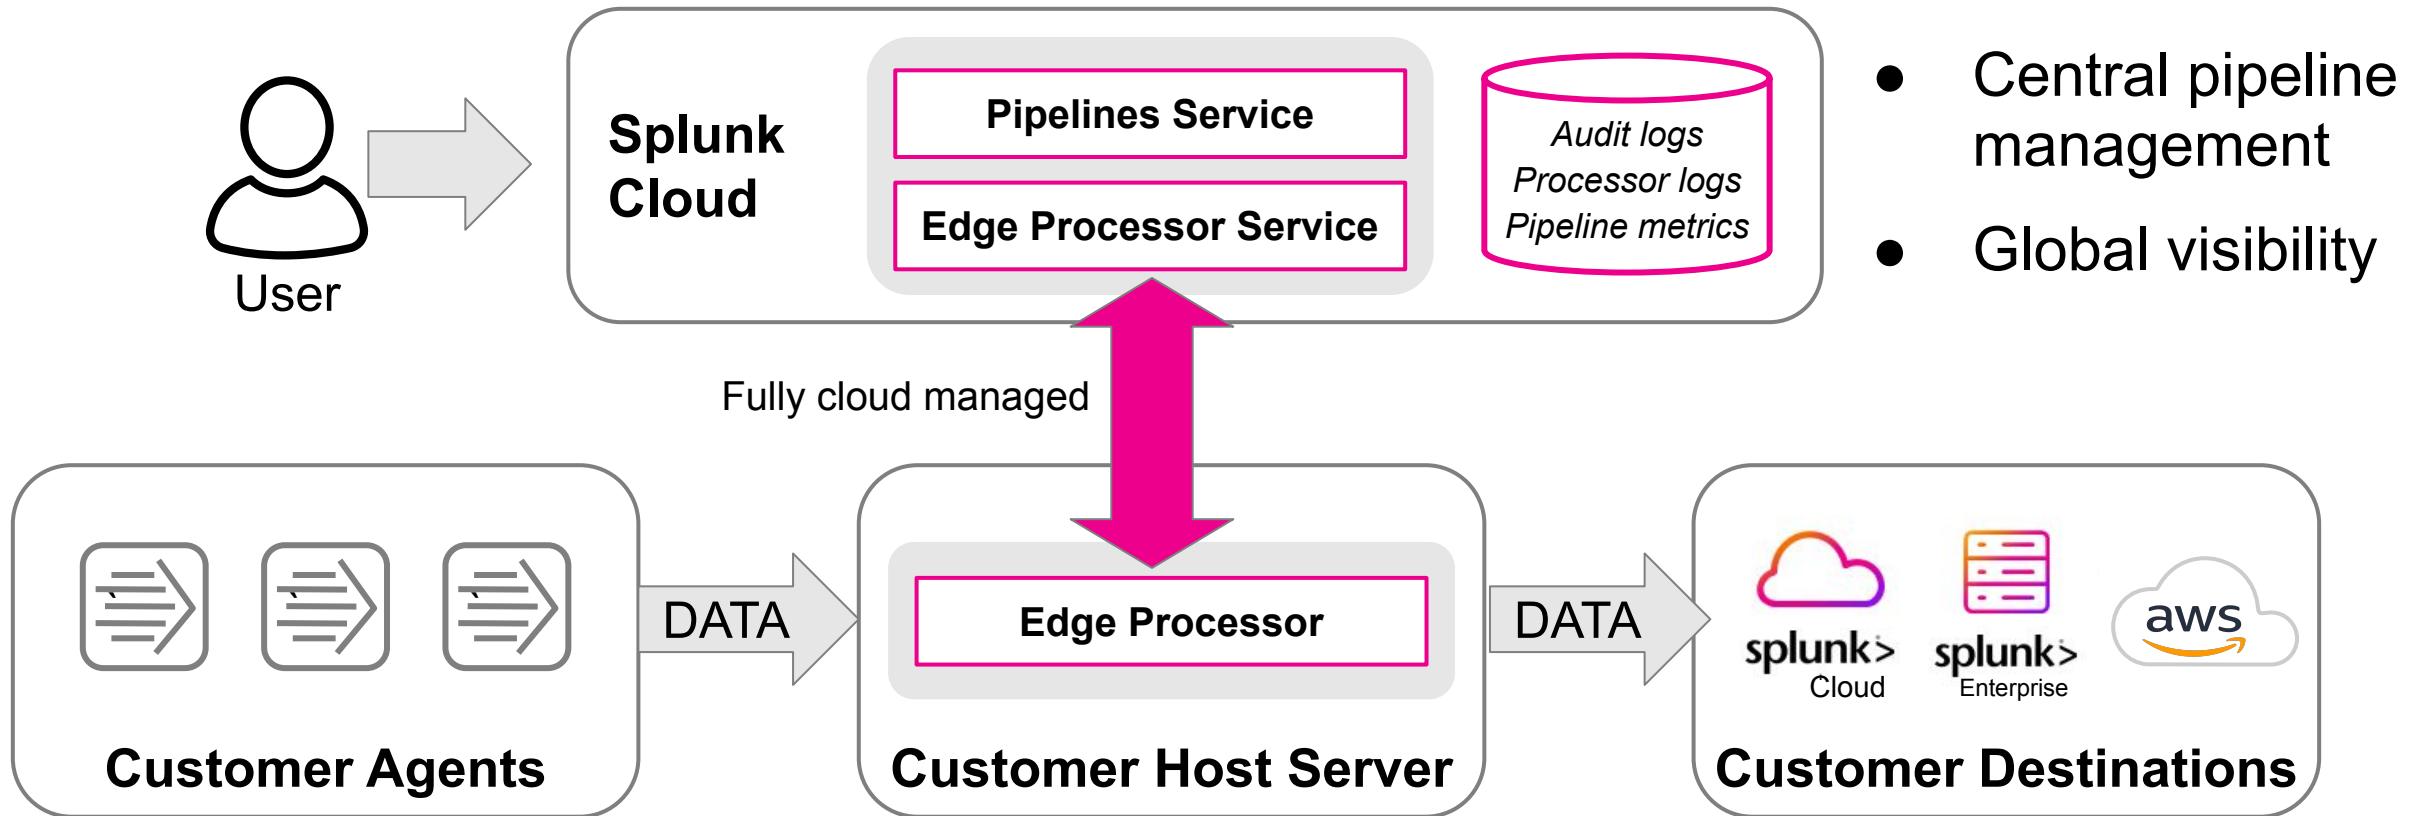 User
Splunk
Cloud
Pipelines Service
Edge Processor Service
Audit logs
Processor logs
Pipeline metrics
● Central pipeline
management
● Global visibility
Fully cloud managed
Customer Agents
DATA
Edge Processor
Customer Host Server
DATA
splunk>
Cloud
splunk>
Enterprise
aws
Customer Destinations